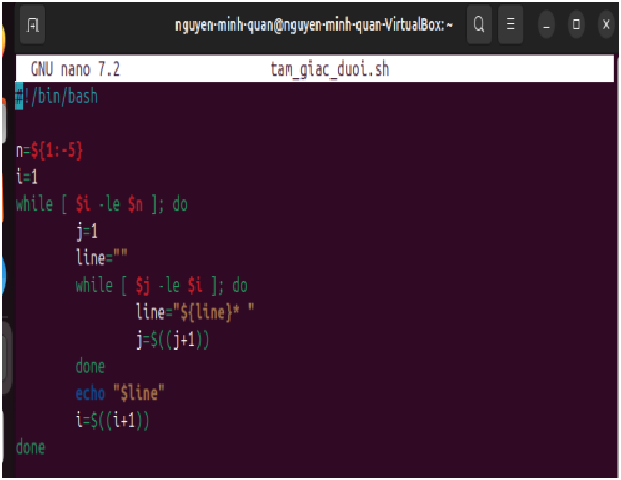 nguyen-minh-quan@nguyen-minh-quan-VirtualBox: ~
GNU nano 7.2 tam_giac_duoi.sh
#!/bin/bash

n=${1:-5}
i=1
while [ $i -le $n ]; do
        j=1
        line=""
        while [ $j -le $i ]; do
                line="${line}* "
                j=$((j+1))
        done
        echo "$line"
        i=$((i+1))
done